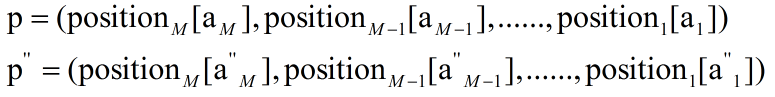 p = (position_M[a_M], position_{M-1}[a_{M-1}], ......, position_1[a_1])
p'' = (position_M[a''_M], position_{M-1}[a''_{M-1}], ......, position_1[a''_1])